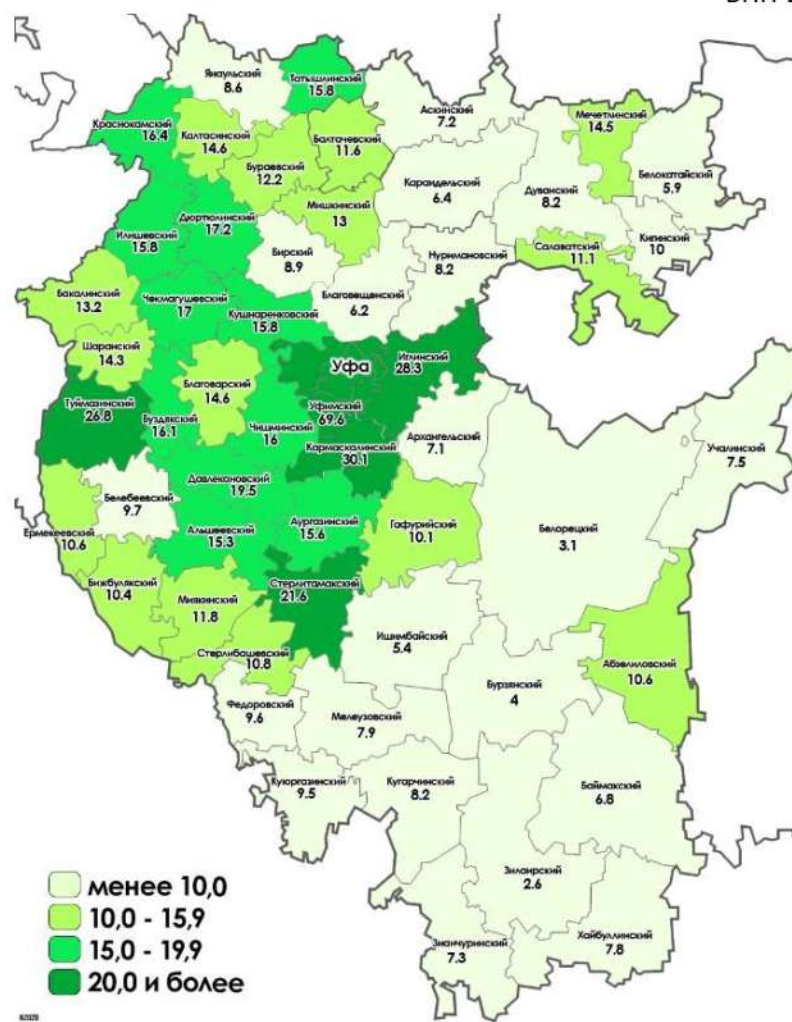 Янаульский
8.6
Татышлинский
15.8
Аскинский
7.2
Мечетлинский
14.5
Краснокамский
16.4
Калтасинский
14.6
Балтачевский
11.6
Бураевский
12.2
Белокатайский
5.9
Караидельский
6.4
Дуванский
8.2
Мишкинский
13
Дюртюлинский
17.2
Илишевский
15.8
Кигинский
10
Салаватский
11.1
Бирский
8.9
Нуримановский
8.2
Бакалинский
13.2
Чекмагушевский
17
Благовещенский
6.2
Кушнаренковский
15.8
Шаранский
14.3
Уфа
Иглинский
28.3
Благоварский
14.6
Туймазинский
26.8
Уфимский
69.6
Буздякский
16.1
Чишминский
16
Архангельский
7.1
Кармаскалинский
30.1
Учалинский
7.5
Давлекановский
19.5
Белебеевский
9.7
Белорецкий
3.1
Аургазинский
15.6
Гафурийский
10.1
Альшеевский
15.3
Ермекеевский
10.6
Бижбулякский
10.4
Стерлитамакский
21.6
Миякинский
11.8
Ишимбайский
5.4
Стерлибашевский
10.8
Абзелиловский
10.6
Бурзянский
4
Федоровский
9.6
Мелеузовский
7.9
Куюргазинский
9.5
Кугарчинский
8.2
Баймакский
6.8
Зилаирский
2.6
Зианчуринский
7.3
Хайбуллинский
7.8
менее 10,0
10,0 - 15,9
15,0 - 19,9
20,0 и более